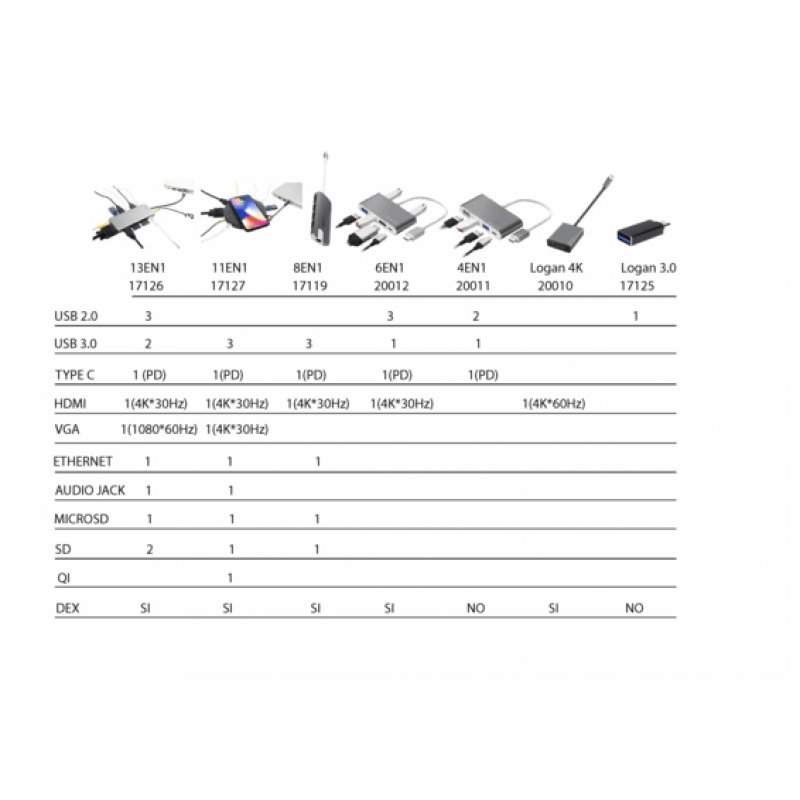 13EN1 11EN1 8EN1 6EN1 4EN1 Logan 4K Logan 3.0
17126 17127 17119 20012 20011 20010 17125
USB 2.0 3 3 2 1
USB 3.0 2 3 3 1 1
TYPE C 1 (PD) 1(PD) 1(PD) 1(PD) 1(PD)
HDMI 1(4K*30Hz) 1(4K*30Hz) 1(4K*30Hz) 1(4K*30Hz) 1(4K*60Hz)
VGA 1(1080*60Hz) 1(4K*30Hz)
ETHERNET 1 1 1
AUDIO JACK 1 1
MICROSD 1 1 1
SD 2 1 1
QI 1
DEX SI SI SI SI NO SI NO